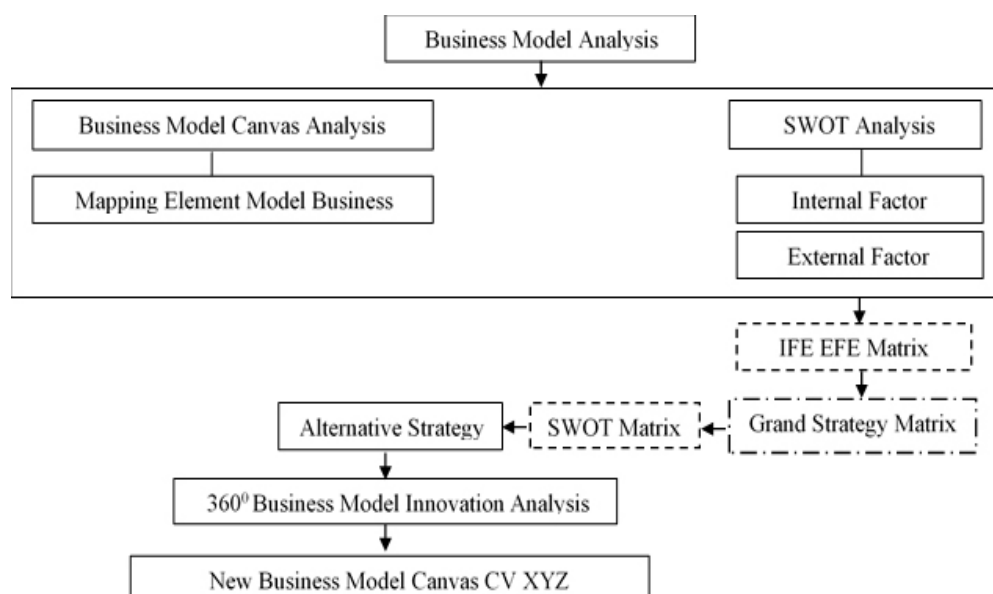 Business Model Analysis
Business Model Canvas Analysis
SWOT Analysis
Mapping Element Model Business
Internal Factor
External Factor
IFE EFE Matrix
Grand Strategy Matrix
SWOT Matrix
Alternative Strategy
360⁰ Business Model Innovation Analysis
New Business Model Canvas CV XYZ